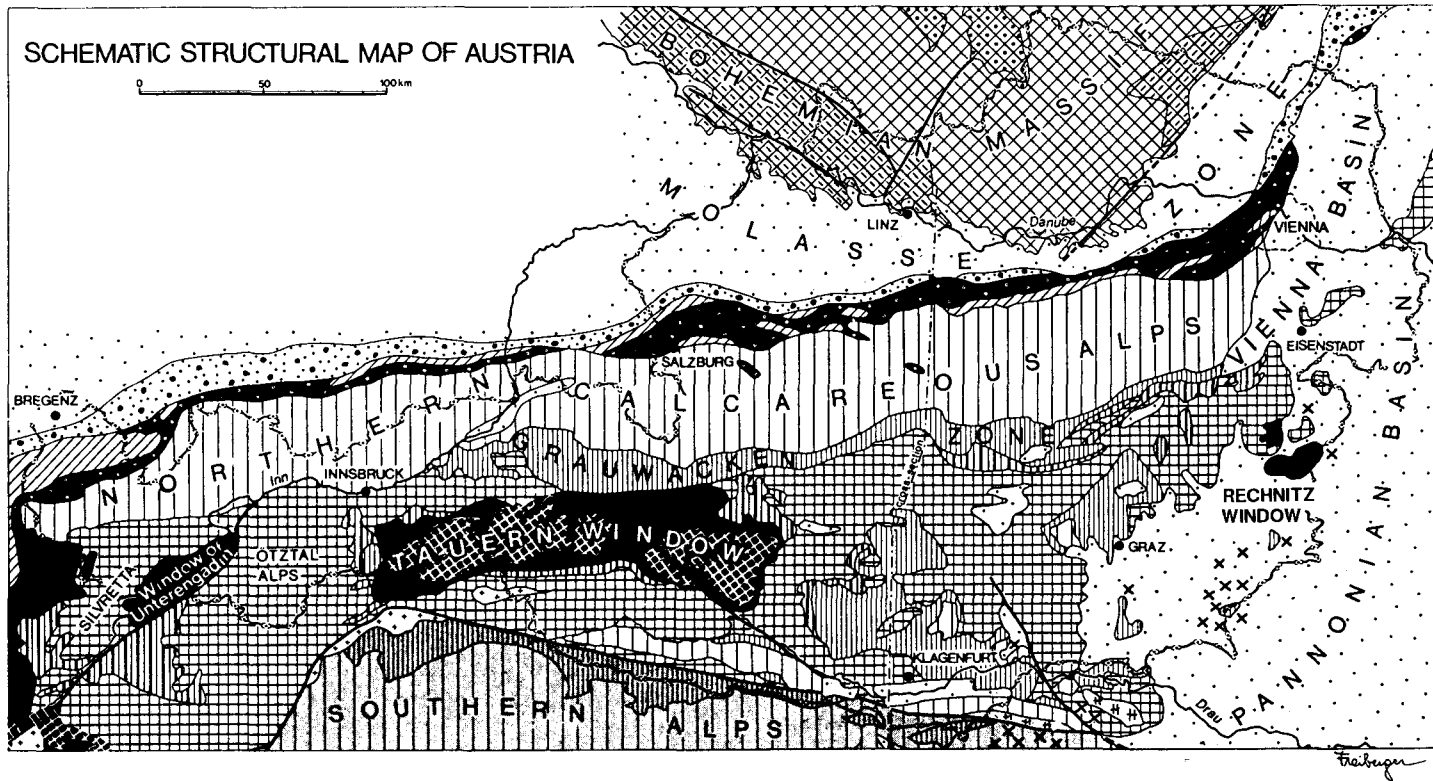 SCHEMATIC STRUCTURAL MAP OF AUSTRIA
0 50 100 km
BOHEMIAN MASSIF
MOLASSE ZONE
LINZ
Danube
VIENNA
VIENNA BASIN
EISENSTADT
SALZBURG
BREGENZ
NORTHERN CALCAREOUS ALPS
Inn
INNSBRUCK
GRAUWACKEN ZONE
cross-section
RECHNITZ
WINDOW
TAUERN WINDOW
ÖTZTAL
ALPS
SILVRETTA
Window of
Unterengadin
GRAZ
KLAGENFURT
Drau
PANNONIAN BASIN
SOUTHERN ALPS
Freiberger